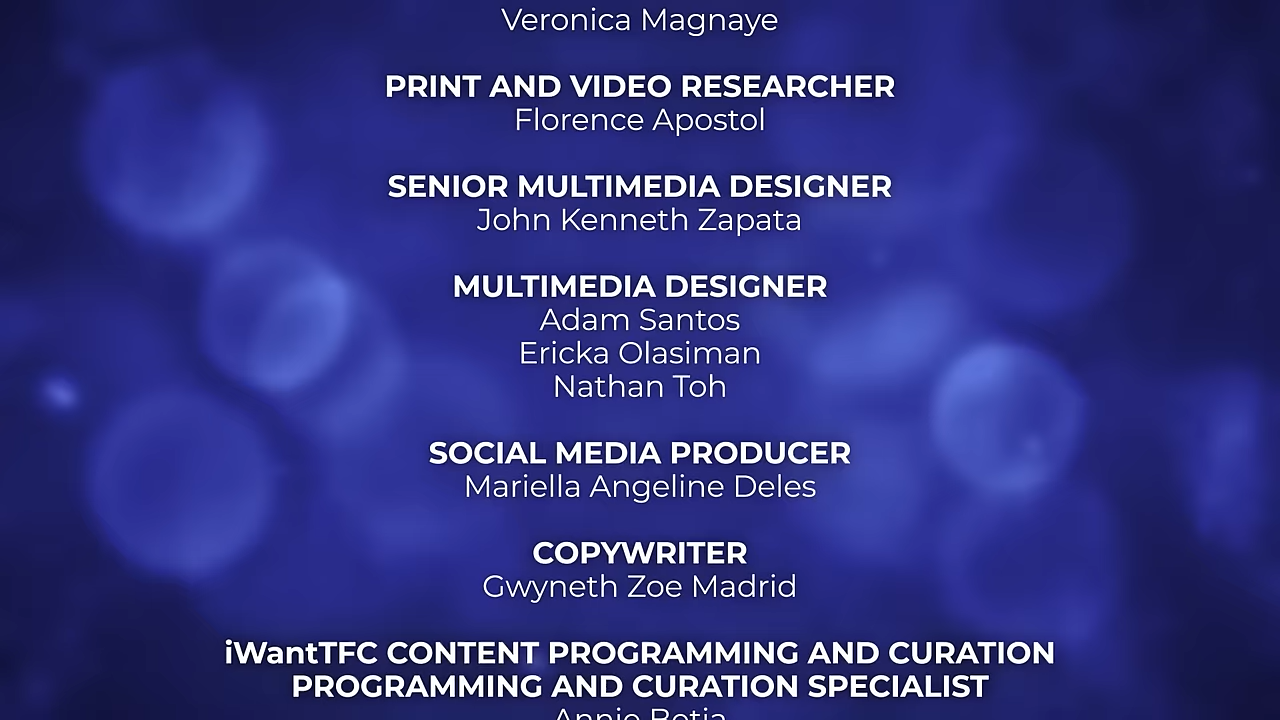 Veronica Magnaye
PRINT AND VIDEO RESEARCHER
Florence Apostol
SENIOR MULTIMEDIA DESIGNER
John Kenneth Zapata
MULTIMEDIA DESIGNER
Adam Santos
Ericka Olasiman
Nathan Toh
SOCIAL MEDIA PRODUCER
Mariella Angeline Deles
COPYWRITER
Gwyneth Zoe Madrid
iWantTFC CONTENT PROGRAMMING AND CURATION
PROGRAMMING AND CURATION SPECIALIST
Annie